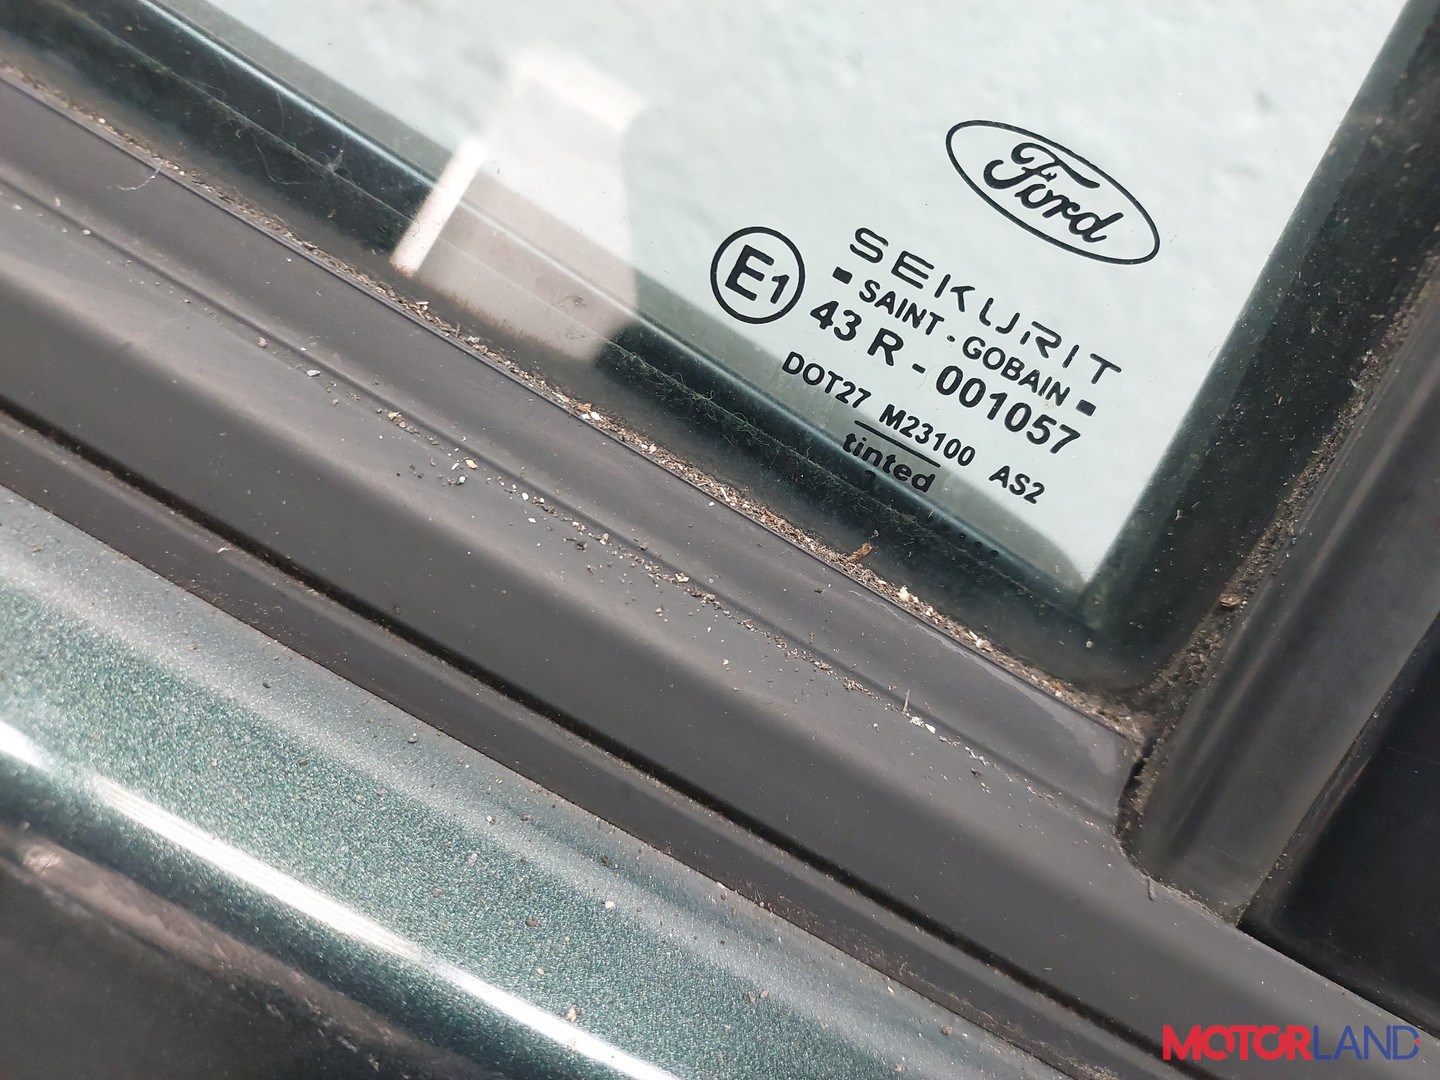 Ford
SEKURIT
SAINT-GOBAIN
E1
43 R - 001057
DOT27 M23100 AS2
tinted
MOTORLAND